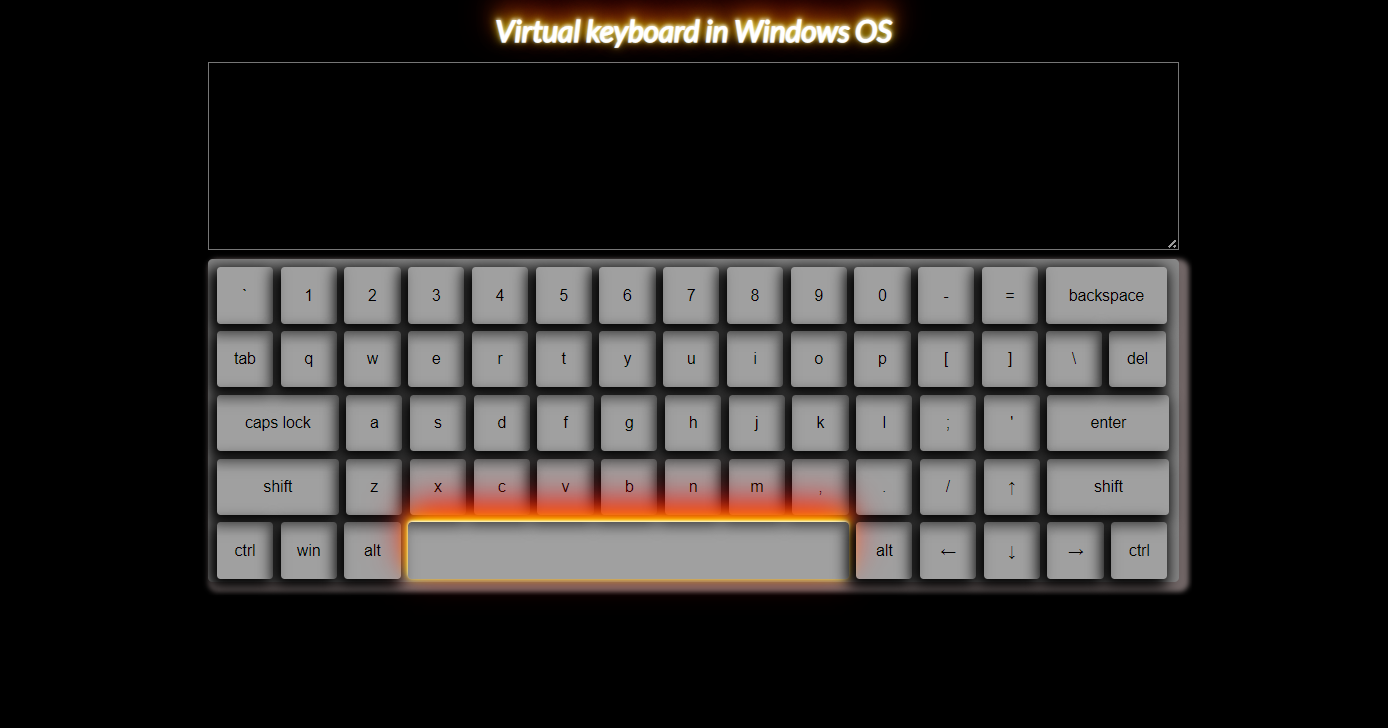 Virtual keyboard in Windows OS
` 1 2 3 4 5 6 7 8 9 0 - = backspace
tab q w e r t y u i o p [ ] \ del
caps lock a s d f g h j k l ; ' enter
shift z x c v b n m , . / ↑ shift
ctrl win alt alt ← ↓ → ctrl